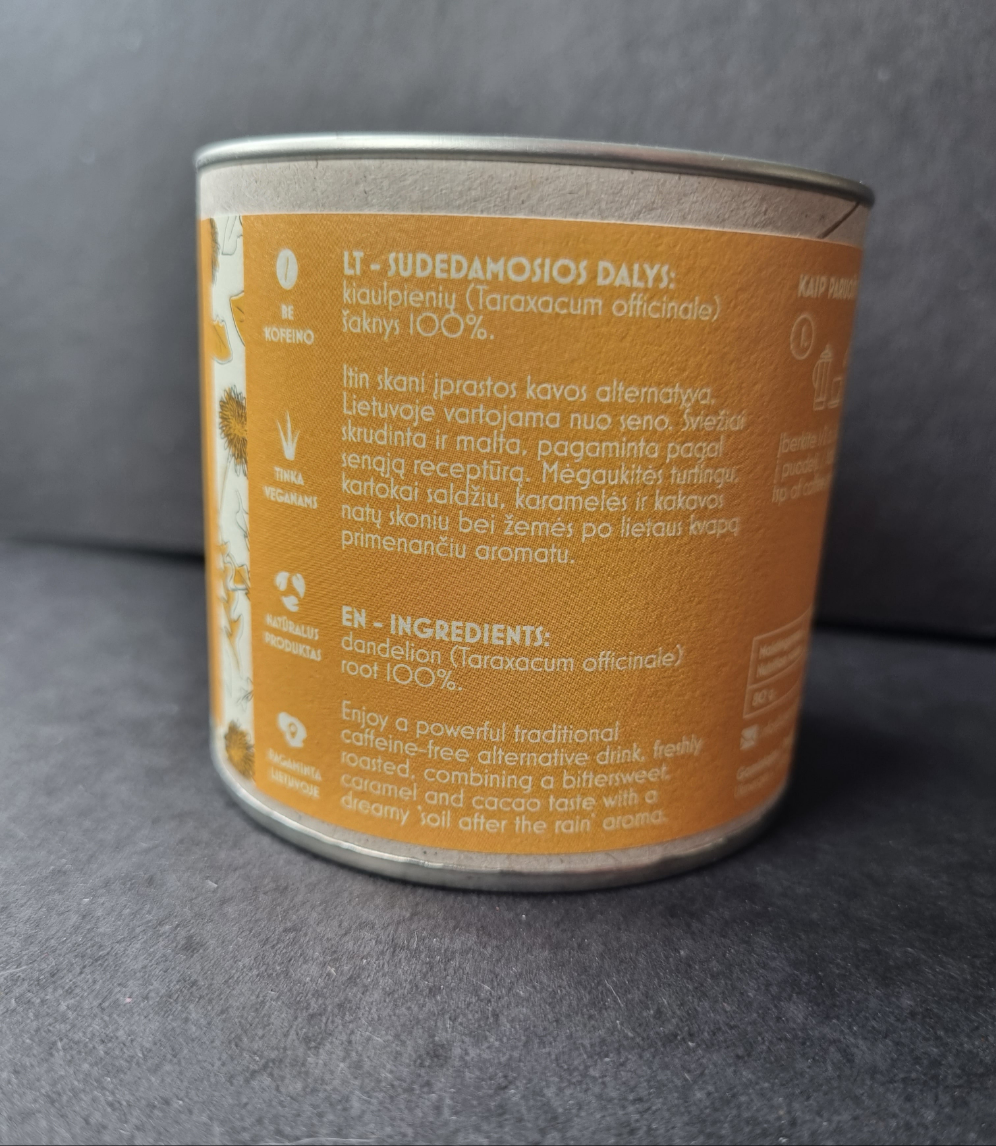 BE
KOFEINO
TINKA
VEGANAMS
NATŪRALUS
PRODUKTAS
PAGAMINTA
LIETUVOJE
LT - SUDEDAMOSIOS DALYS:
kiaulpienių (Taraxacum officinale)
šaknys 100%.
Itin skani įprastos kavos alternatyva,
Lietuvoje vartojama nuo seno. Šviežiai
skrudinta ir malta, pagaminta pagal
senąją receptūrą. Mėgaukitės turtingu,
kartokai saldžiu, karamelės ir kakavos
natų skoniu bei žemės po lietaus kvapą
primenančiu aromatu.
EN - INGREDIENTS:
dandelion (Taraxacum officinale)
root 100%.
Enjoy a powerful traditional
caffeine-free alternative drink, freshly
roasted, combining a bittersweet,
caramel and cacao taste with a
dreamy 'soil after the rain' aroma.
KAIP
1.
80 g